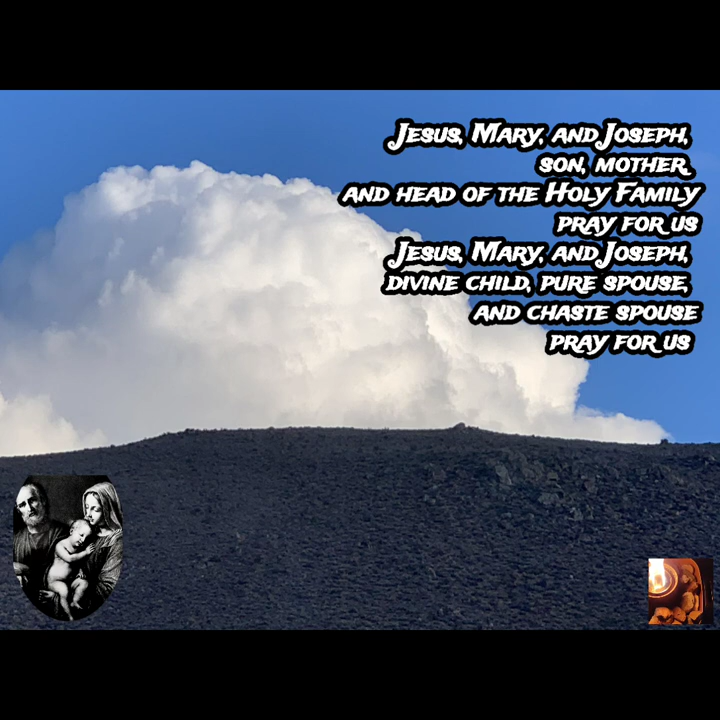 Jesus, Mary, and Joseph,
son, mother,
and head of the Holy Family
pray for us
Jesus, Mary, and Joseph,
divine child, pure spouse,
and chaste spouse
pray for us